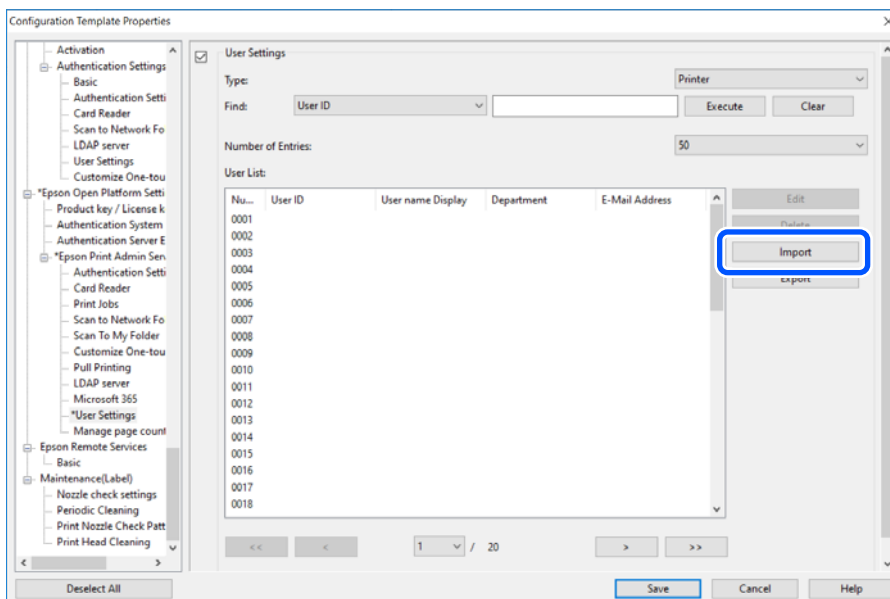 Configuration Template Properties
Activation
Authentication Settings
Basic
Authentication Setti
Card Reader
Scan to Network Fo
LDAP server
User Settings
Customize One-tou
*Epson Open Platform Setti
Product key / License k
Authentication System
Authentication Server E
*Epson Print Admin Ser
Authentication Setti
Card Reader
Print Jobs
Scan to Network Fo
Scan To My Folder
Customize One-tou
Pull Printing
LDAP server
Microsoft 365
*User Settings
Manage page count
Epson Remote Services
Basic
Maintenance(Label)
Nozzle check settings
Periodic Cleaning
Print Nozzle Check Patt
Print Head Cleaning
Deselect All
User Settings
Type: Printer
Find: User ID Execute Clear
Number of Entries: 50
User List:
Nu... User ID User name Display Department E-Mail Address
0001
0002
0003
0004
0005
0006
0007
0008
0009
0010
0011
0012
0013
0014
0015
0016
0017
0018
Edit
Delete
Import
Export
<< < 1 / 20 > >>
Save Cancel Help